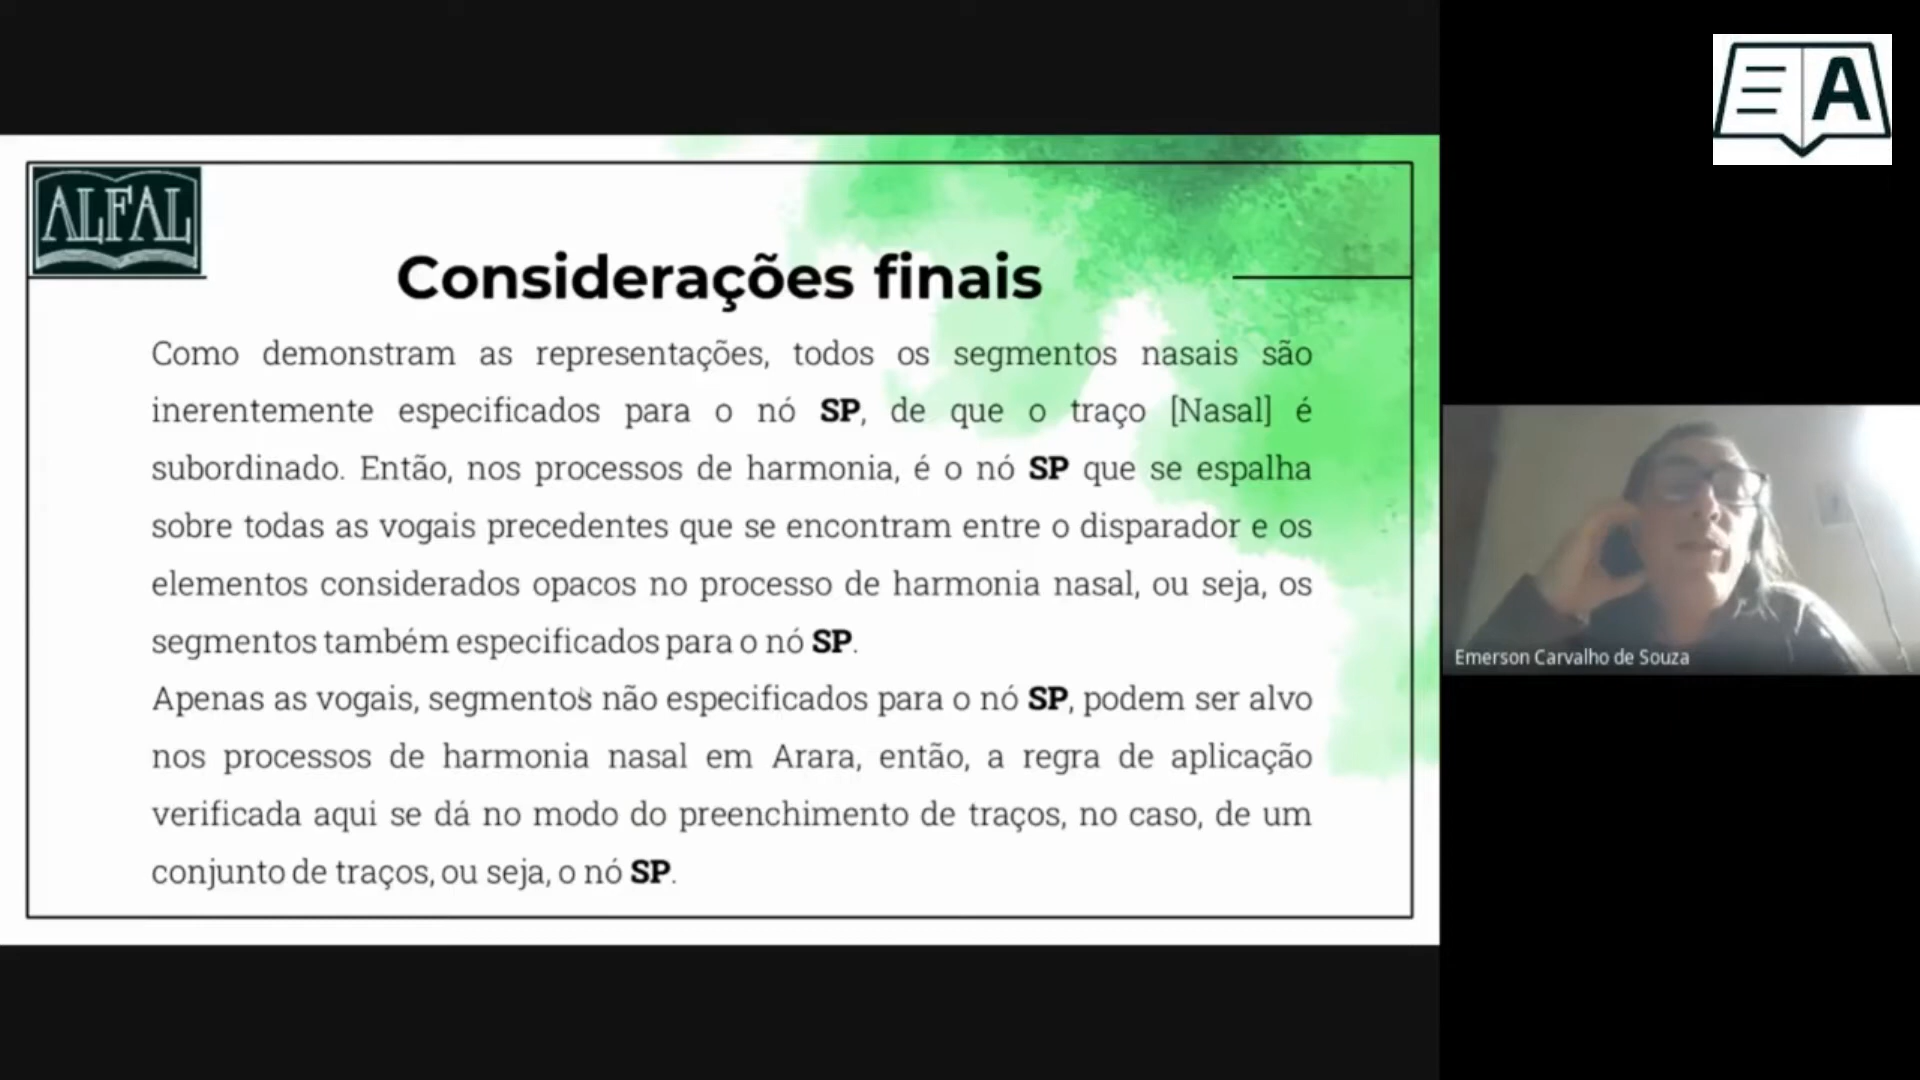 ALFAL
A
Considerações finais
Como demonstram as representações, todos os segmentos nasais são
inerentemente especificados para o nó SP, de que o traço [Nasal] é
subordinado. Então, nos processos de harmonia, é o nó SP que se espalha
sobre todas as vogais precedentes que se encontram entre o disparador e os
elementos considerados opacos no processo de harmonia nasal, ou seja, os
segmentos também especificados para o nó SP.
Apenas as vogais, segmentos não especificados para o nó SP, podem ser alvo
nos processos de harmonia nasal em Arara, então, a regra de aplicação
verificada aqui se dá no modo do preenchimento de traços, no caso, de um
conjunto de traços, ou seja, o nó SP.
Emerson Carvalho de Souza